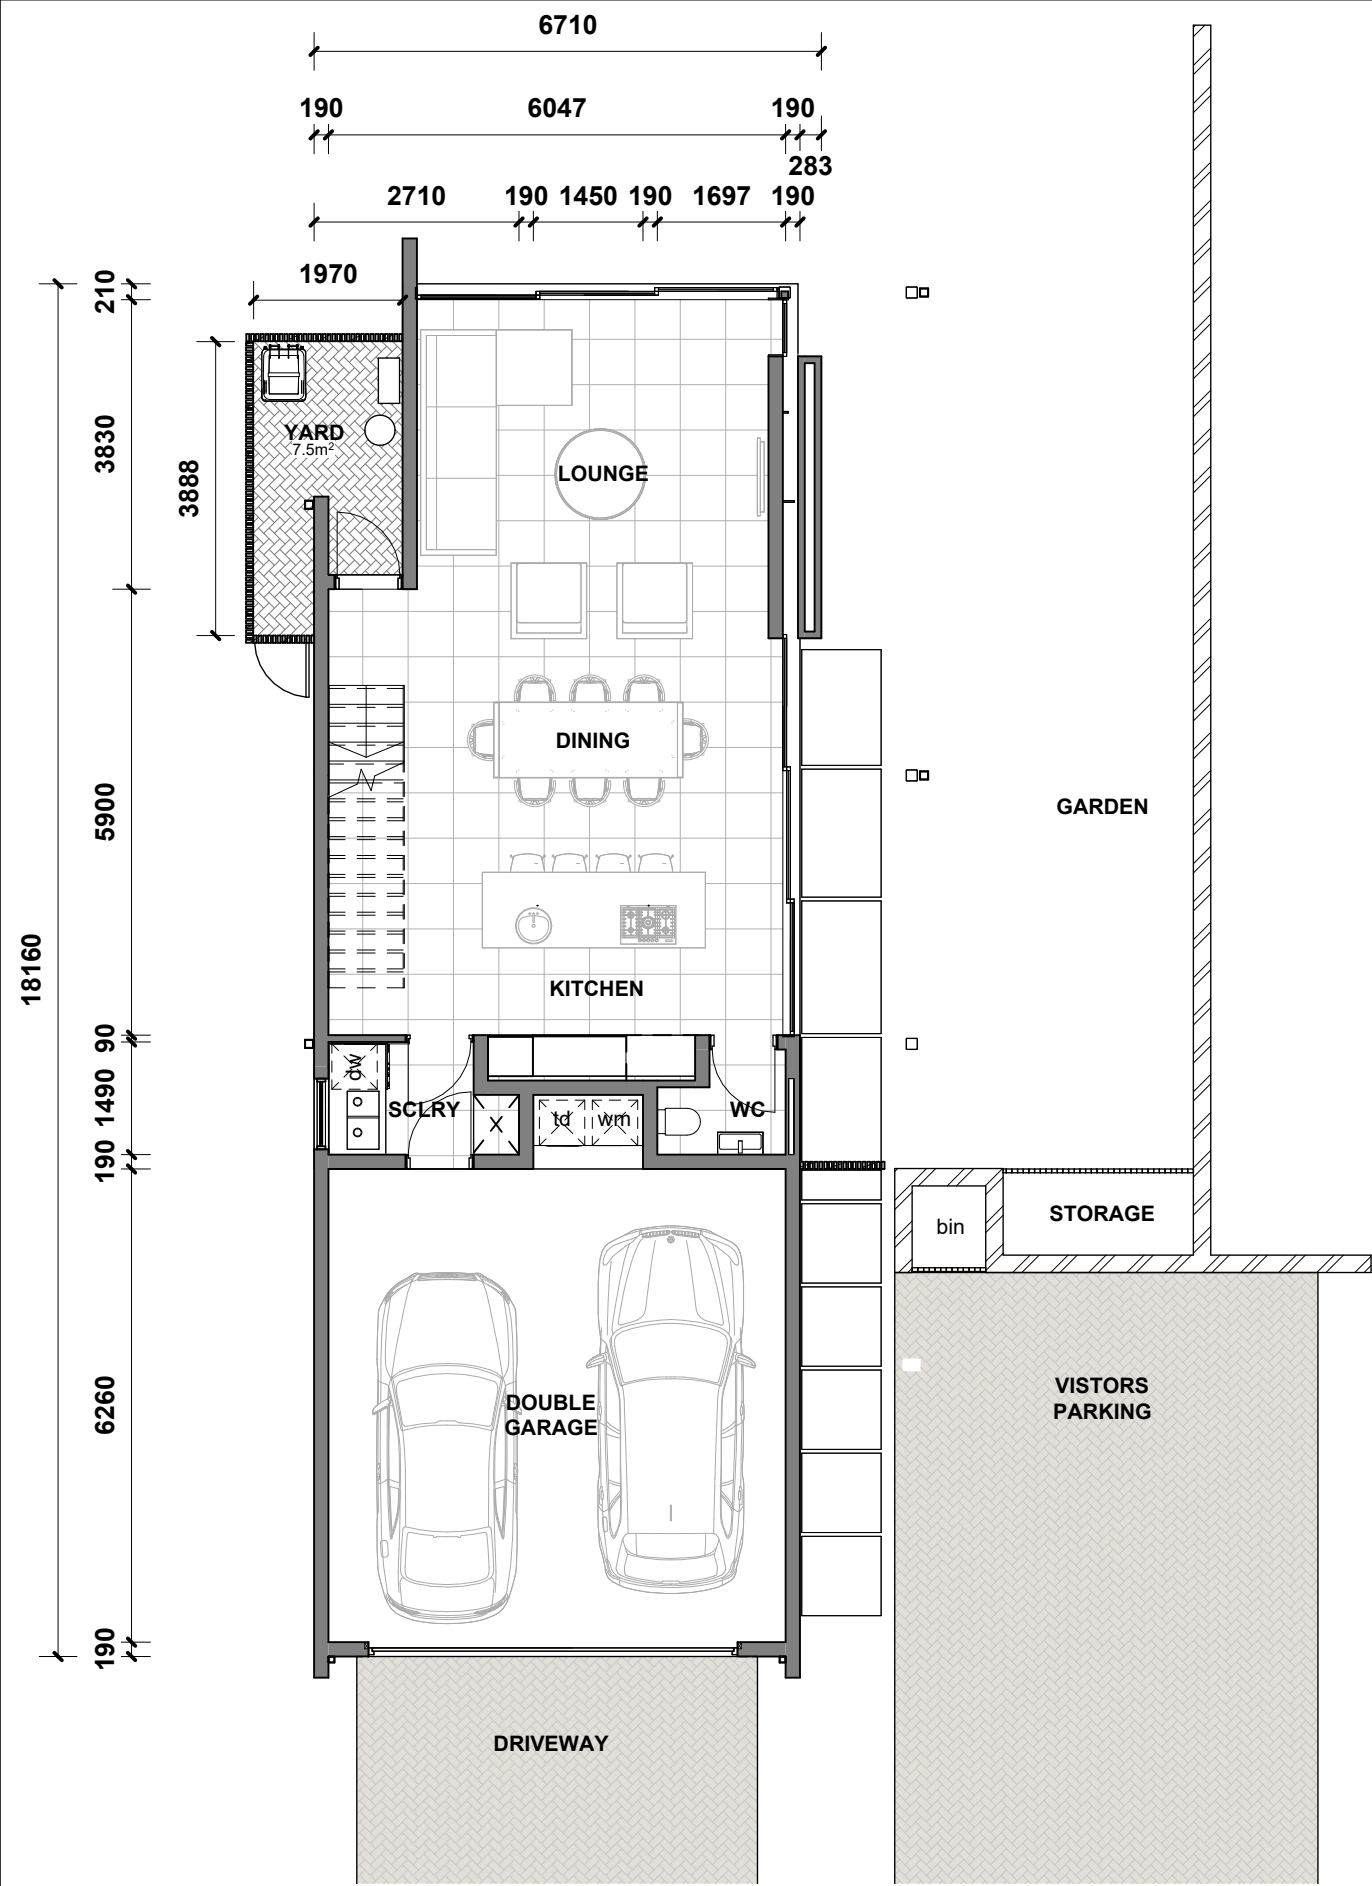 6710
190 6047 190
283
2710 190 1450 190 1697 190
1970
210
3830
3888
YARD
7.5m²
LOUNGE
DINING
5900
GARDEN
18160
KITCHEN
90
dw
1490
SCLRY
X
td
wm
WC
190
bin
STORAGE
6260
DOUBLE
GARAGE
VISTORS
PARKING
190
DRIVEWAY